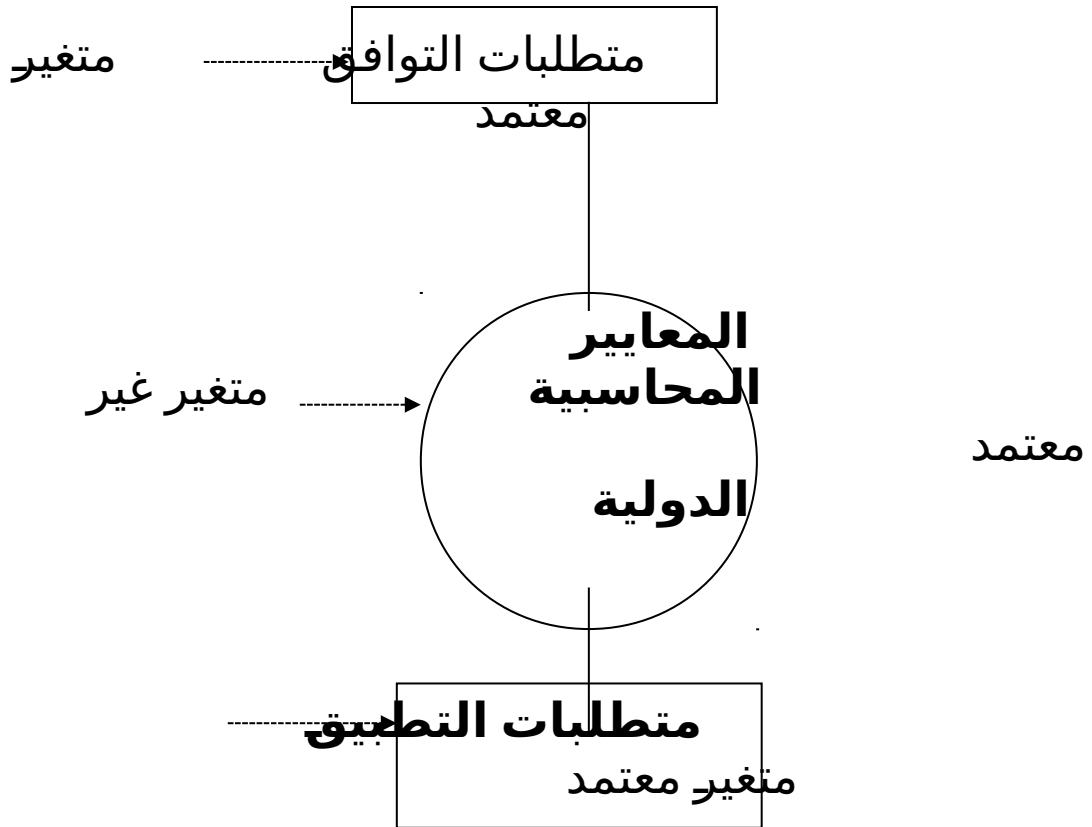 متطلبات التوافق
متغير
معتمد
المعايير
المحاسبية
متغير غير
معتمد
الدولية
متطلبات التطبيق
متغير معتمد